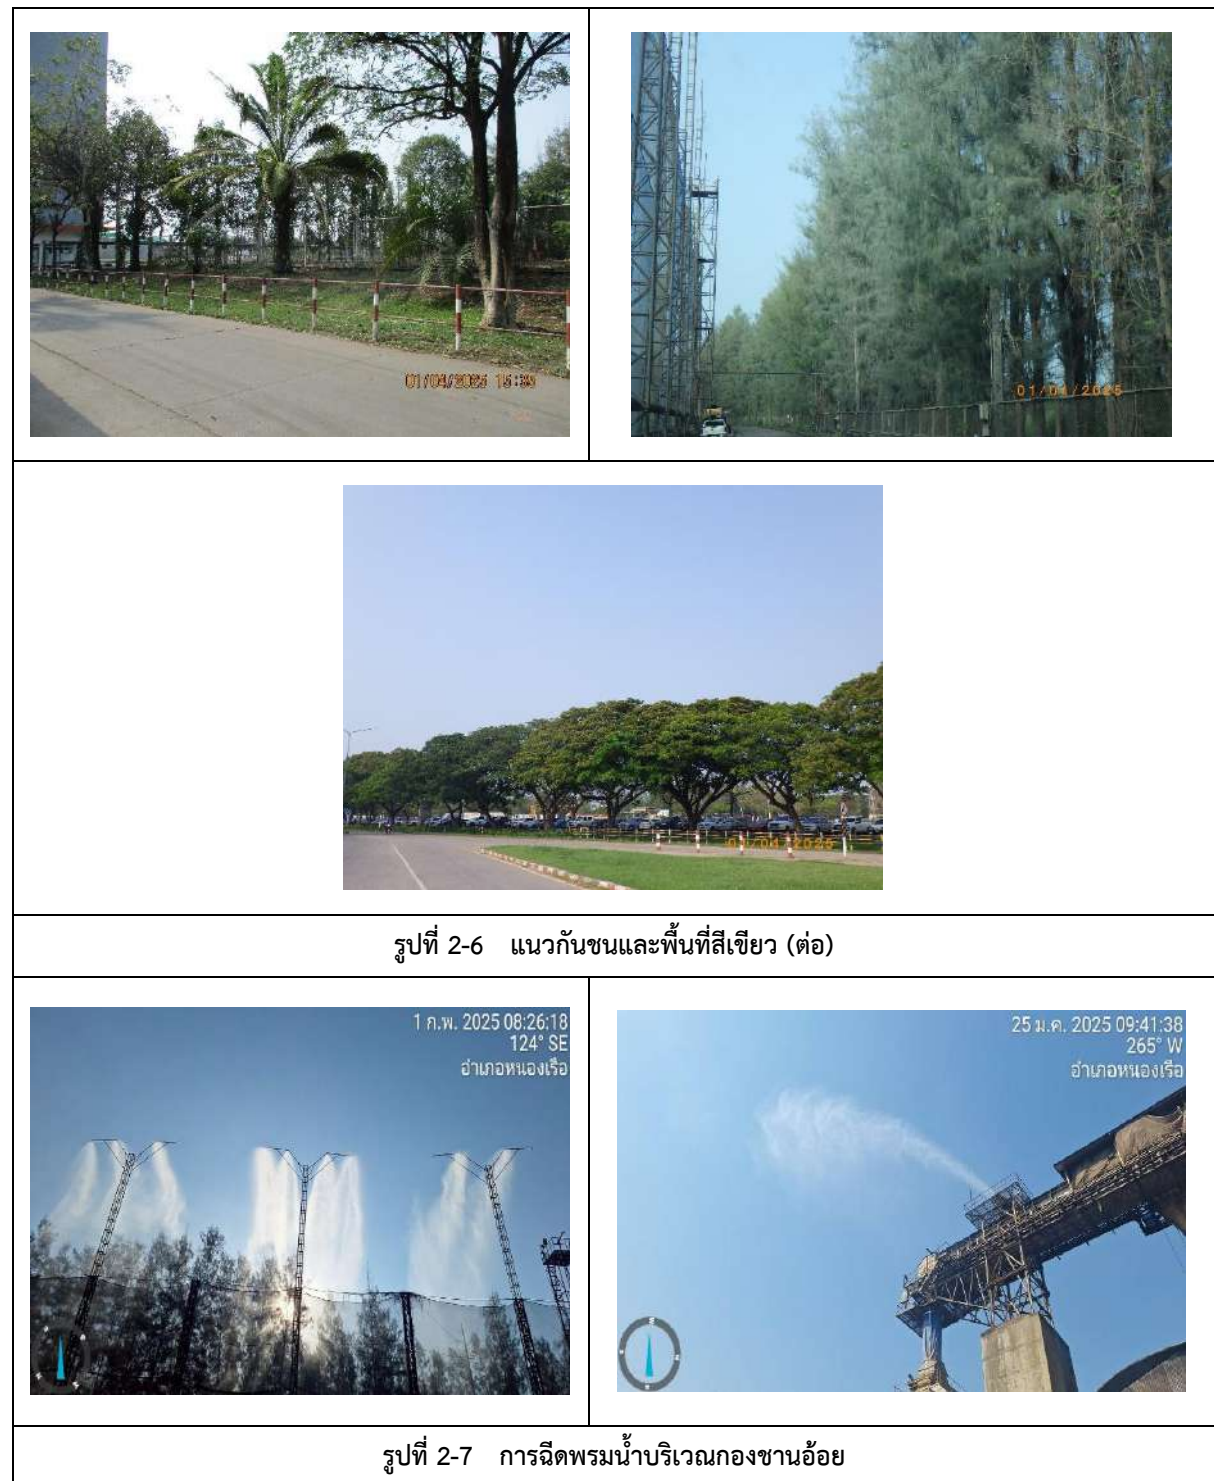 01/04/2025 15:39
01/04/2025
01/04/2025
รูปที่ 2-6 แนวกันชนและพื้นที่สีเขียว (ต่อ)
1 ก.พ. 2025 08:26:18
124° SE
อำเภอหนองเรือ
25 ม.ค. 2025 09:41:38
265° W
อำเภอหนองเรือ
รูปที่ 2-7 การฉีดพรมน้ำบริเวณกองชานอ้อย